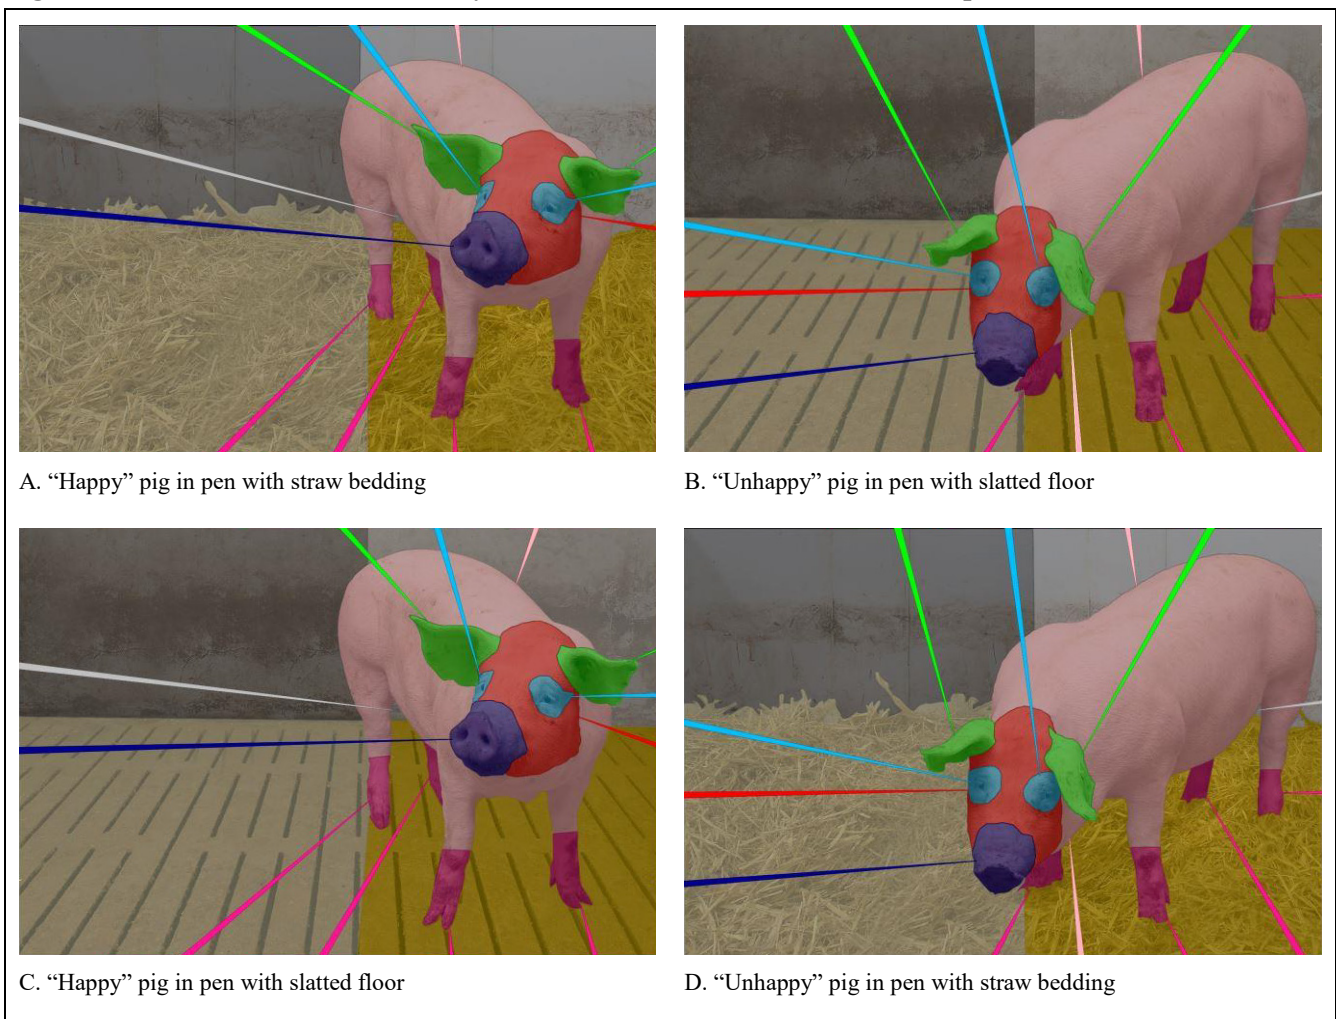 A. “Happy” pig in pen with straw bedding
B. “Unhappy” pig in pen with slatted floor
C. “Happy” pig in pen with slatted floor
D. “Unhappy” pig in pen with straw bedding